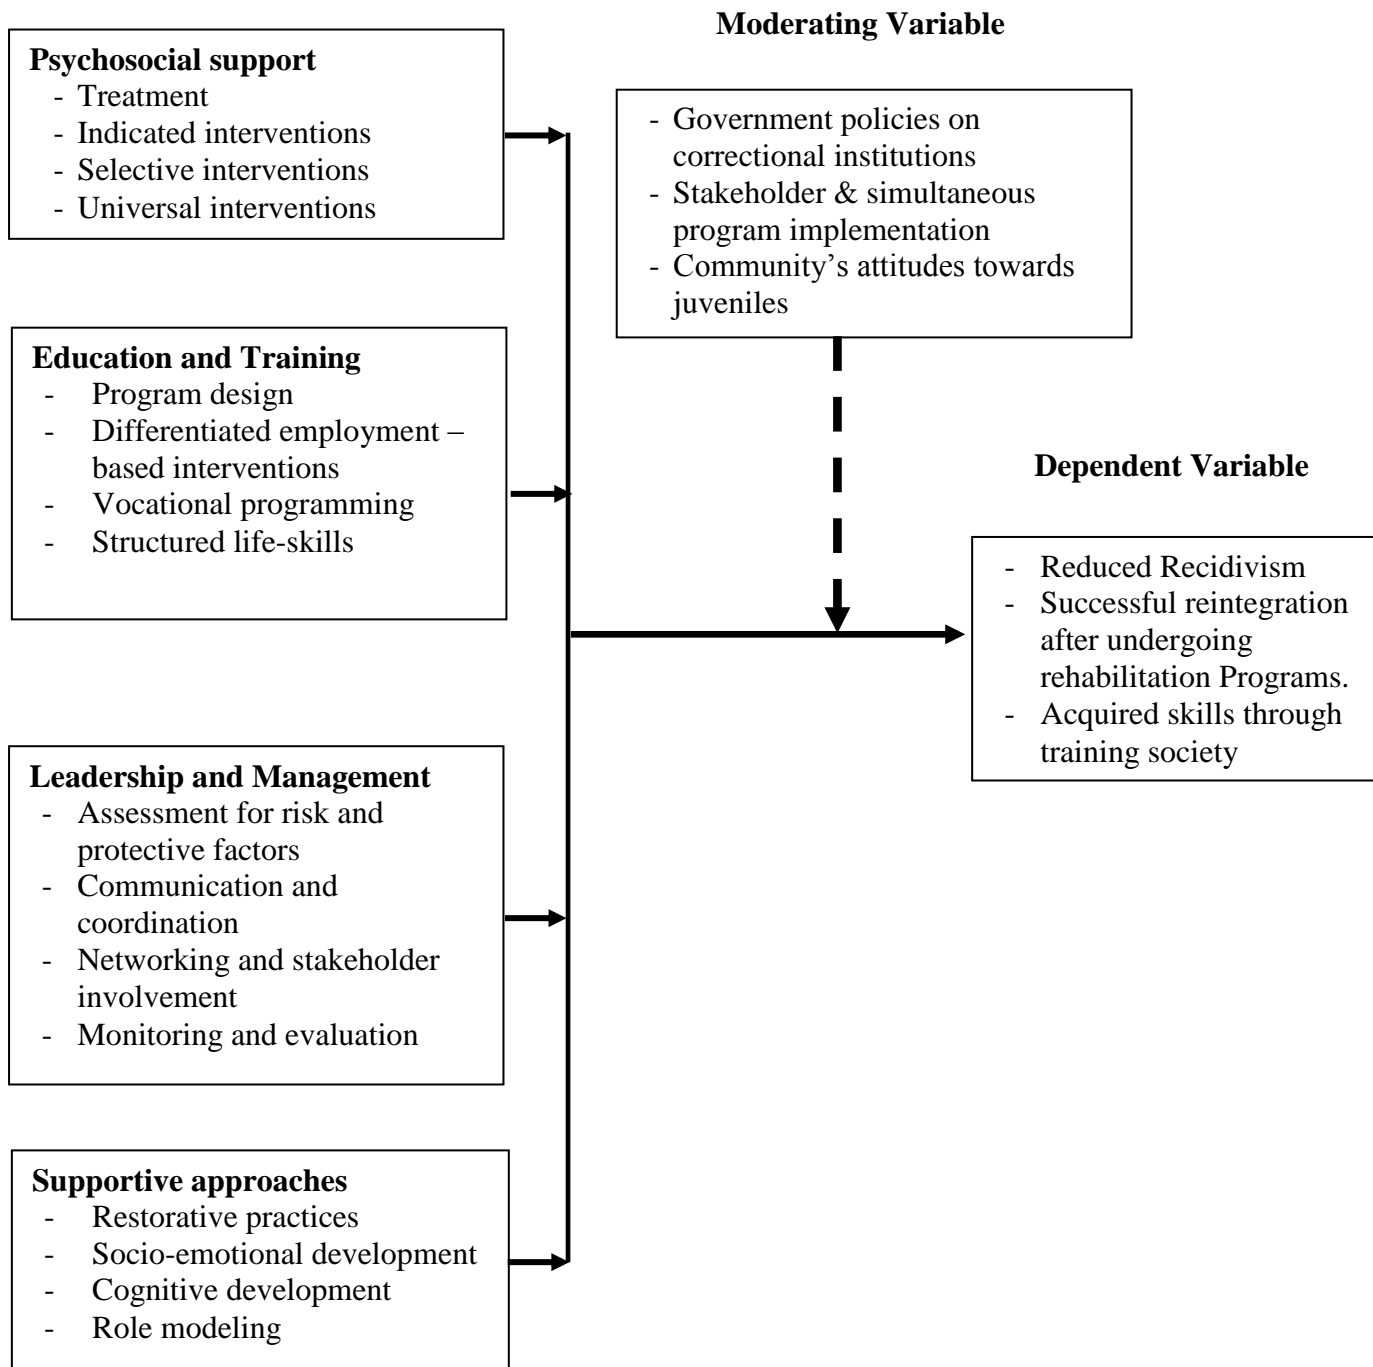 Moderating Variable
Psychosocial support
- Treatment
- Indicated interventions
- Selective interventions
- Universal interventions
- Government policies on
correctional institutions
- Stakeholder & simultaneous
program implementation
- Community’s attitudes towards
juveniles
Education and Training
- Program design
- Differentiated employment –
based interventions
- Vocational programming
- Structured life-skills
Dependent Variable
- Reduced Recidivism
- Successful reintegration
after undergoing
rehabilitation Programs.
- Acquired skills through
training society
Leadership and Management
- Assessment for risk and
protective factors
- Communication and
coordination
- Networking and stakeholder
involvement
- Monitoring and evaluation
Supportive approaches
- Restorative practices
- Socio-emotional development
- Cognitive development
- Role modeling